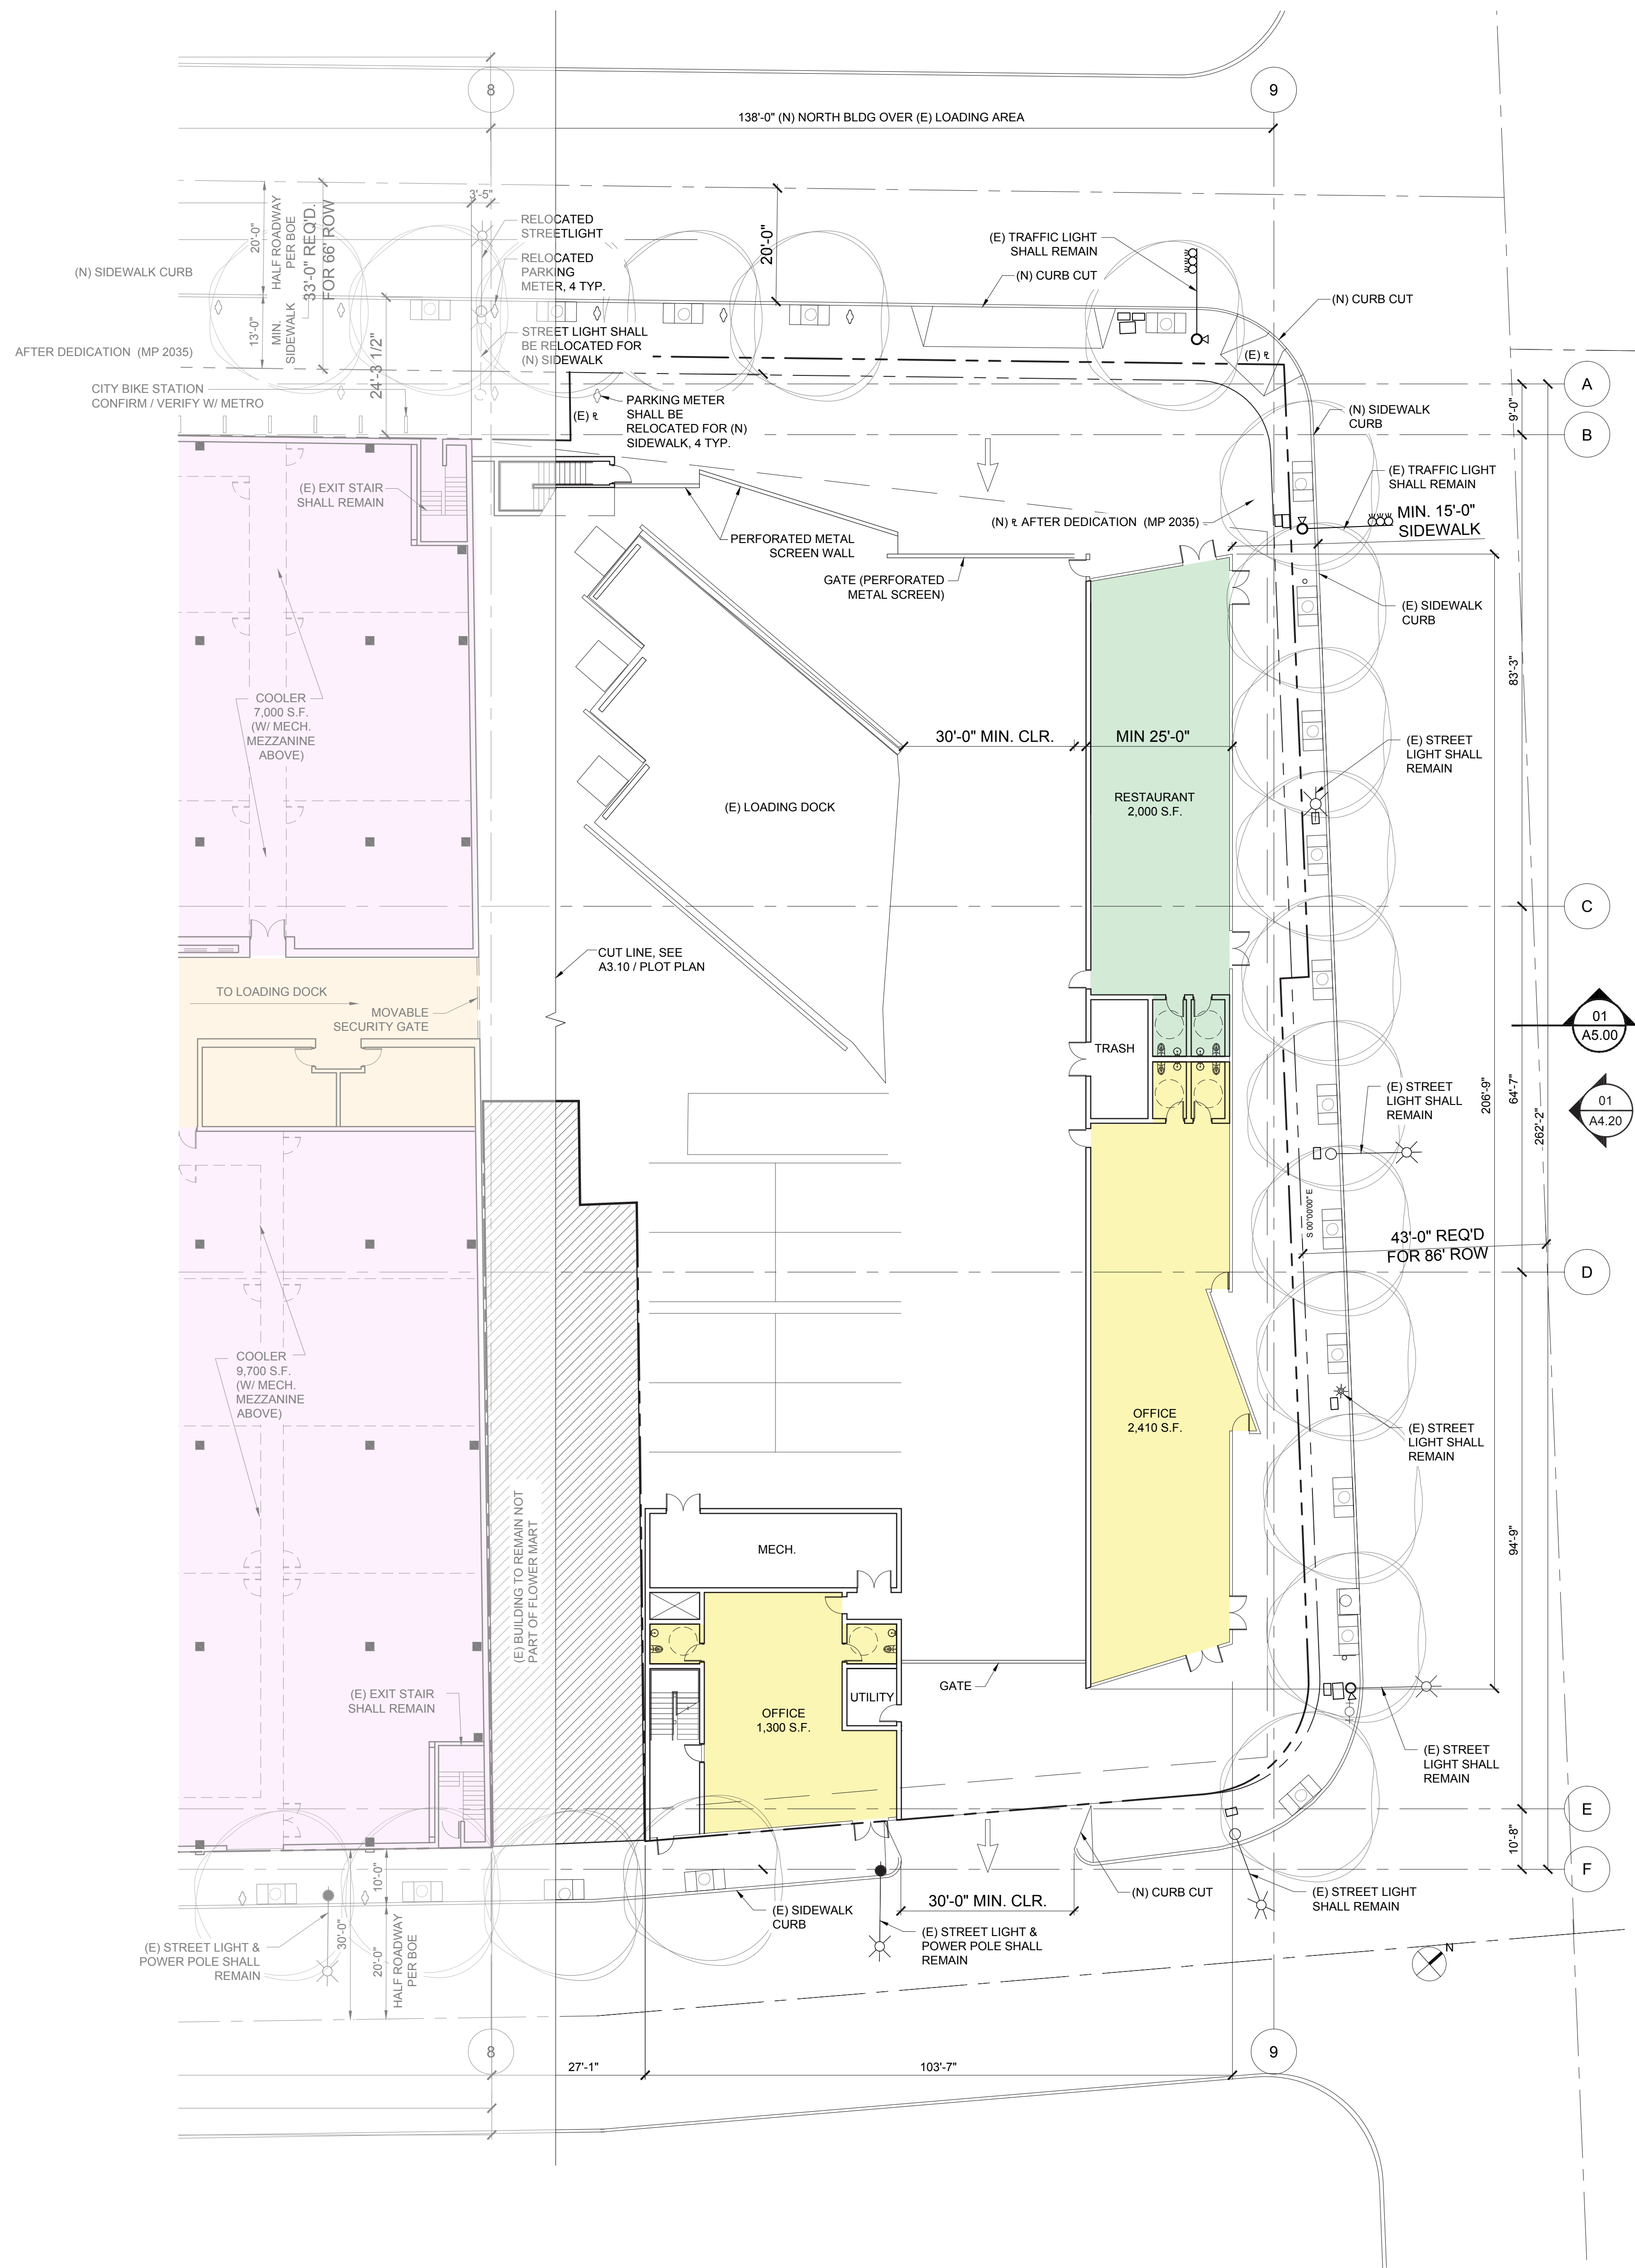 8
9
138'-0" (N) NORTH BLDG OVER (E) LOADING AREA
3'-5"
20'-0"
HALF ROADWAY
PER BOE
33'-0" REQ'D.
FOR 66' ROW
13'-0"
MIN.
SIDEWALK
24'-3 1/2"
(N) SIDEWALK CURB
AFTER DEDICATION (MP 2035)
CITY BIKE STATION
CONFIRM / VERIFY W/ METRO
RELOCATED
STREETLIGHT
RELOCATED
PARKING
METER, 4 TYP.
STREET LIGHT SHALL
BE RELOCATED FOR
(N) SIDEWALK
20'-0"
(E) TRAFFIC LIGHT
SHALL REMAIN
(N) CURB CUT
(N) CURB CUT
(E) ℄
(E) ℄
PARKING METER
SHALL BE
RELOCATED FOR (N)
SIDEWALK, 4 TYP.
A
9'-0"
B
(N) SIDEWALK
CURB
(E) TRAFFIC LIGHT
SHALL REMAIN
MIN. 15'-0"
SIDEWALK
(N) ℄ AFTER DEDICATION (MP 2035)
(E) EXIT STAIR
SHALL REMAIN
PERFORATED METAL
SCREEN WALL
GATE (PERFORATED
METAL SCREEN)
(E) SIDEWALK
CURB
83'-3"
COOLER
7,000 S.F.
(W/ MECH.
MEZZANINE
ABOVE)
30'-0" MIN. CLR.
MIN 25'-0"
(E) STREET
LIGHT SHALL
REMAIN
(E) LOADING DOCK
RESTAURANT
2,000 S.F.
C
CUT LINE, SEE
A3.10 / PLOT PLAN
TO LOADING DOCK
MOVABLE
SECURITY GATE
TRASH
01
A5.00
(E) STREET
LIGHT SHALL
REMAIN
206'-9"
64'-7"
262'-2"
01
A4.20
S 00°00'00" E
43'-0" REQ'D
FOR 86' ROW
D
COOLER
9,700 S.F.
(W/ MECH.
MEZZANINE
ABOVE)
OFFICE
2,410 S.F.
(E) STREET
LIGHT SHALL
REMAIN
94'-9"
(E) BUILDING TO REMAIN NOT
PART OF FLOWER MART
MECH.
(E) EXIT STAIR
SHALL REMAIN
UTILITY
GATE
OFFICE
1,300 S.F.
(E) STREET
LIGHT SHALL
REMAIN
E
10'-8"
F
10'-0"
30'-0"
20'-0"
HALF ROADWAY
PER BOE
(E) STREET LIGHT &
POWER POLE SHALL
REMAIN
(E) SIDEWALK
CURB
30'-0" MIN. CLR.
(E) STREET LIGHT &
POWER POLE SHALL
REMAIN
(N) CURB CUT
(E) STREET LIGHT
SHALL REMAIN
N
8
9
27'-1"
103'-7"